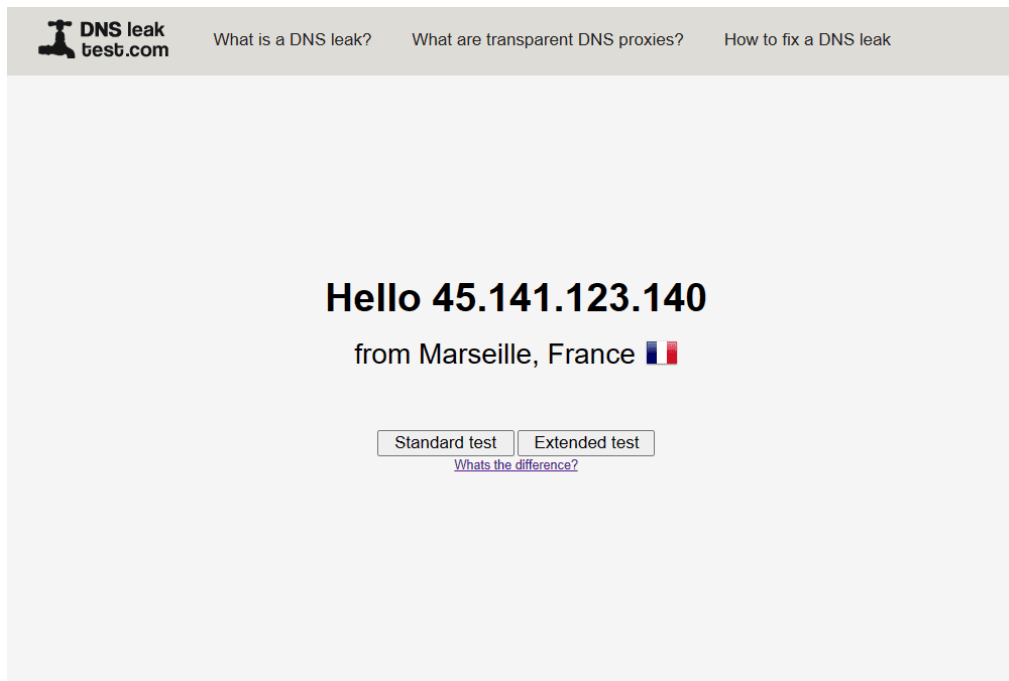 DNS leak
test.com
What is a DNS leak?
What are transparent DNS proxies?
How to fix a DNS leak
Hello 45.141.123.140
from Marseille, France
Standard test
Extended test
Whats the difference?